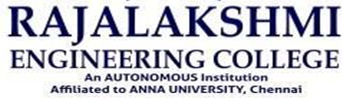 RAJALAKSHMI
ENGINEERING COLLEGE
An AUTONOMOUS Institution
Affiliated to ANNA UNIVERSITY, Chennai